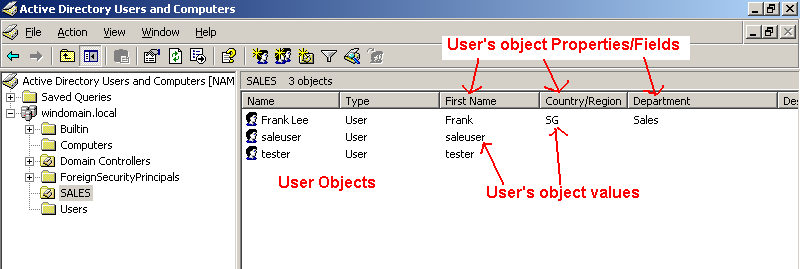 Active Directory Users and Computers
File Action View Window Help
User's object Properties/Fields
Active Directory Users and Computers [NAM
SALES 3 objects
Saved Queries
windomain.local
Builtin
Computers
Domain Controllers
ForeignSecurityPrincipals
SALES
Users
Name Type First Name Country/Region Department Des
Frank Lee User Frank SG Sales
saleuser User saleuser
tester User tester
User Objects
User's object values